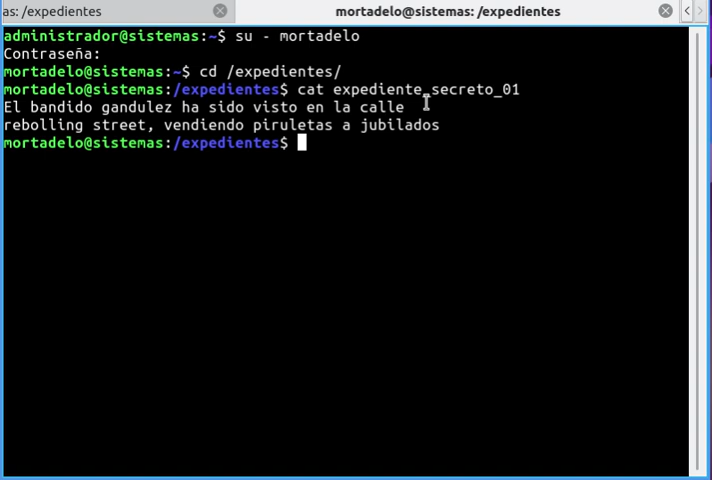 as: /expedientes
mortadelo@sistemas: /expedientes
administrador@sistemas:~$ su - mortadelo
Contraseña:
mortadelo@sistemas:~$ cd /expedientes/
mortadelo@sistemas:/expedientes$ cat expediente_secreto_01
El bandido gandulez ha sido visto en la calle
rebolling street, vendiendo piruletas a jubilados
mortadelo@sistemas:/expedientes$